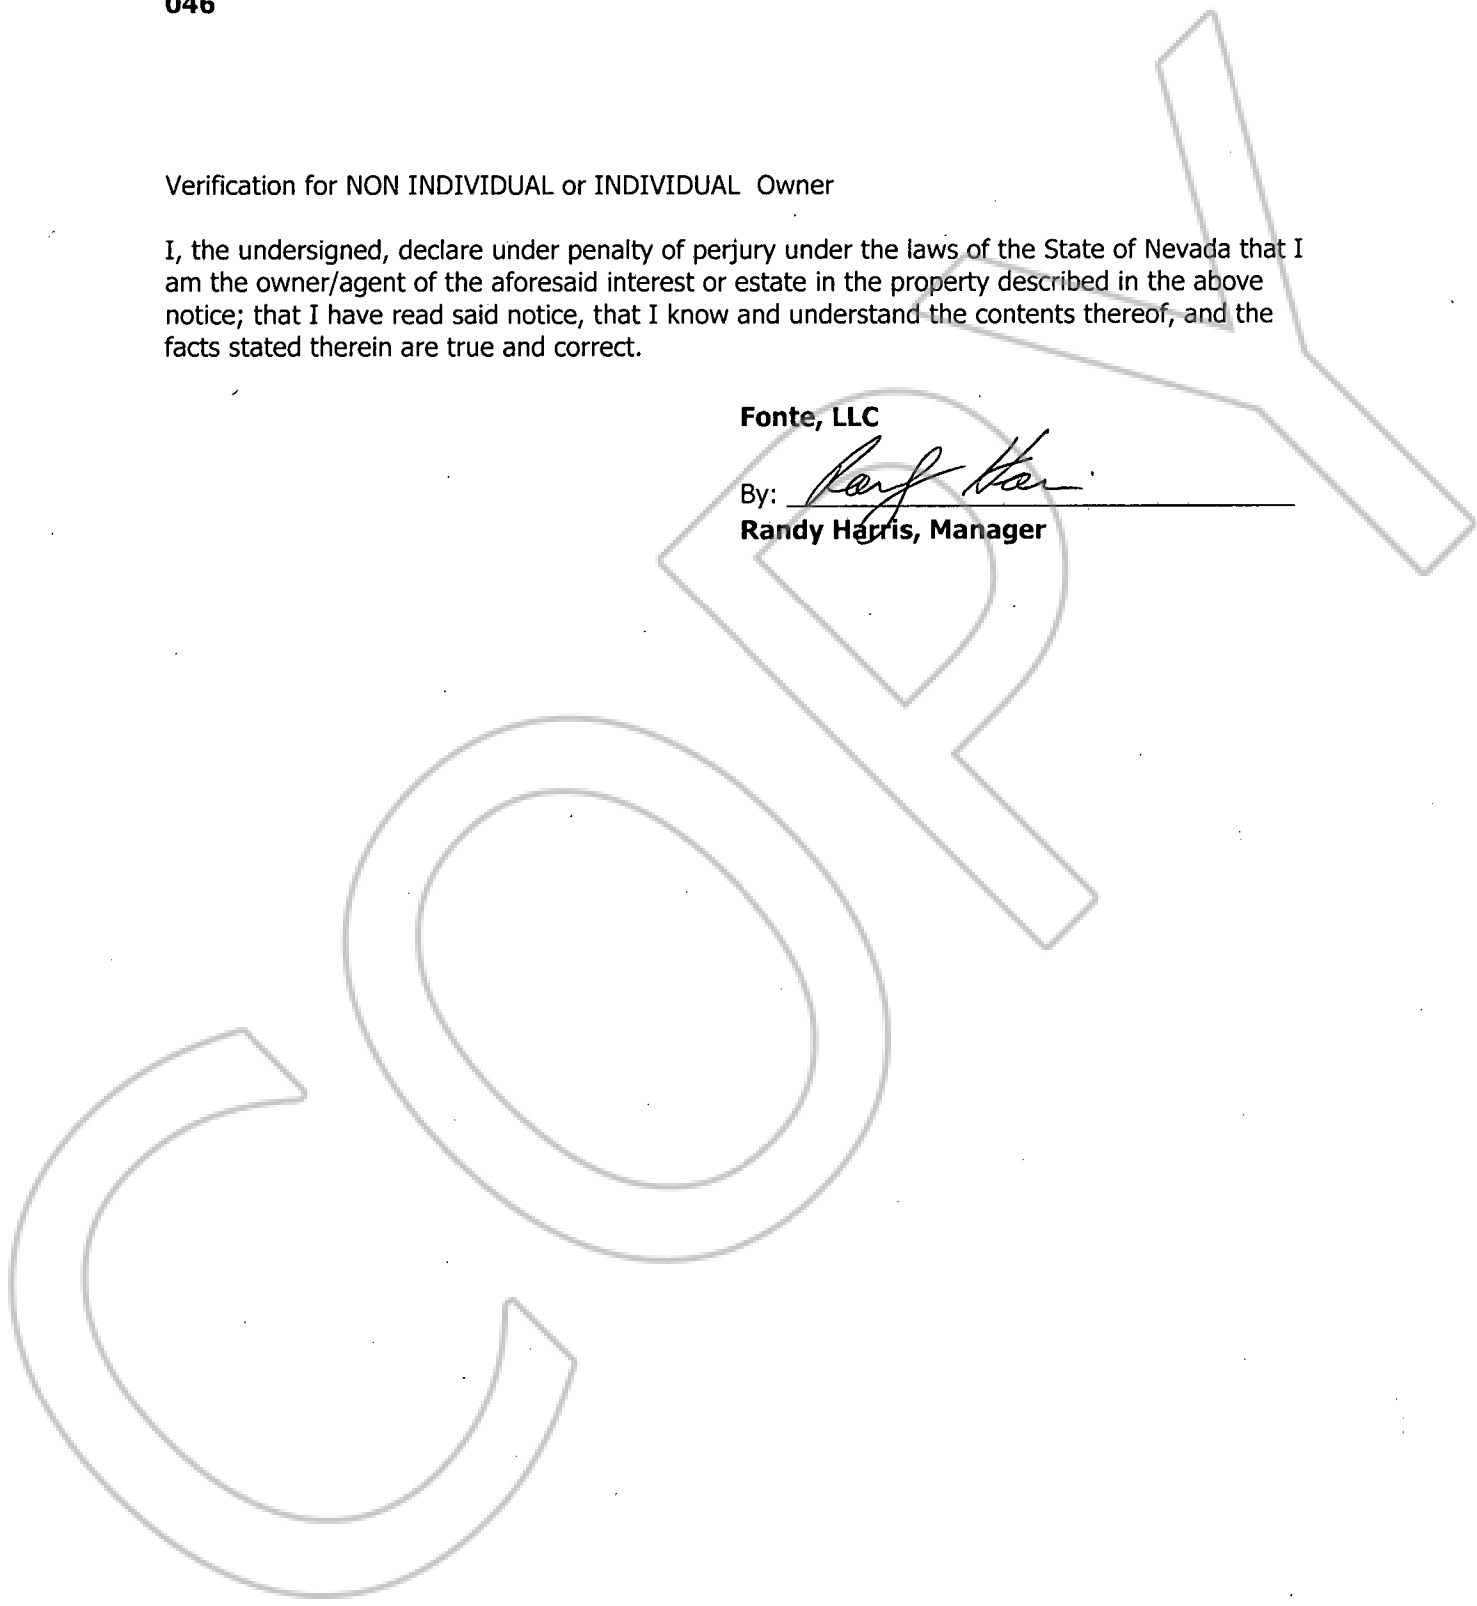 046
Verification for NON INDIVIDUAL or INDIVIDUAL Owner
I, the undersigned, declare under penalty of perjury under the laws of the State of Nevada that I
am the owner/agent of the aforesaid interest or estate in the property described in the above
notice; that I have read said notice, that I know and understand the contents thereof, and the
facts stated therein are true and correct.
Fonte, LLC
By: Randy Harris
Randy Harris, Manager
COPY